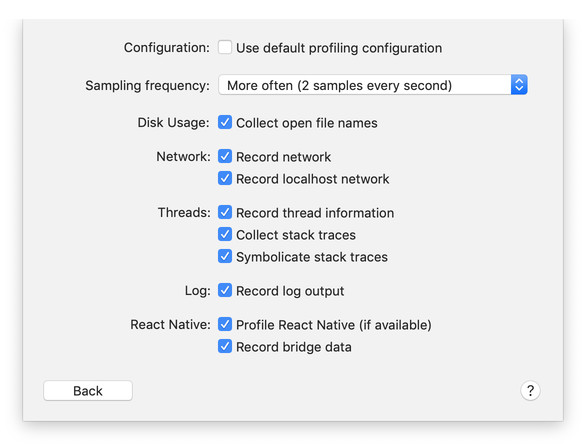 Configuration: Use default profiling configuration
Sampling frequency: More often (2 samples every second)
Disk Usage: Collect open file names
Network: Record network
Record localhost network
Threads: Record thread information
Collect stack traces
Symbolicate stack traces
Log: Record log output
React Native: Profile React Native (if available)
Record bridge data
Back ?